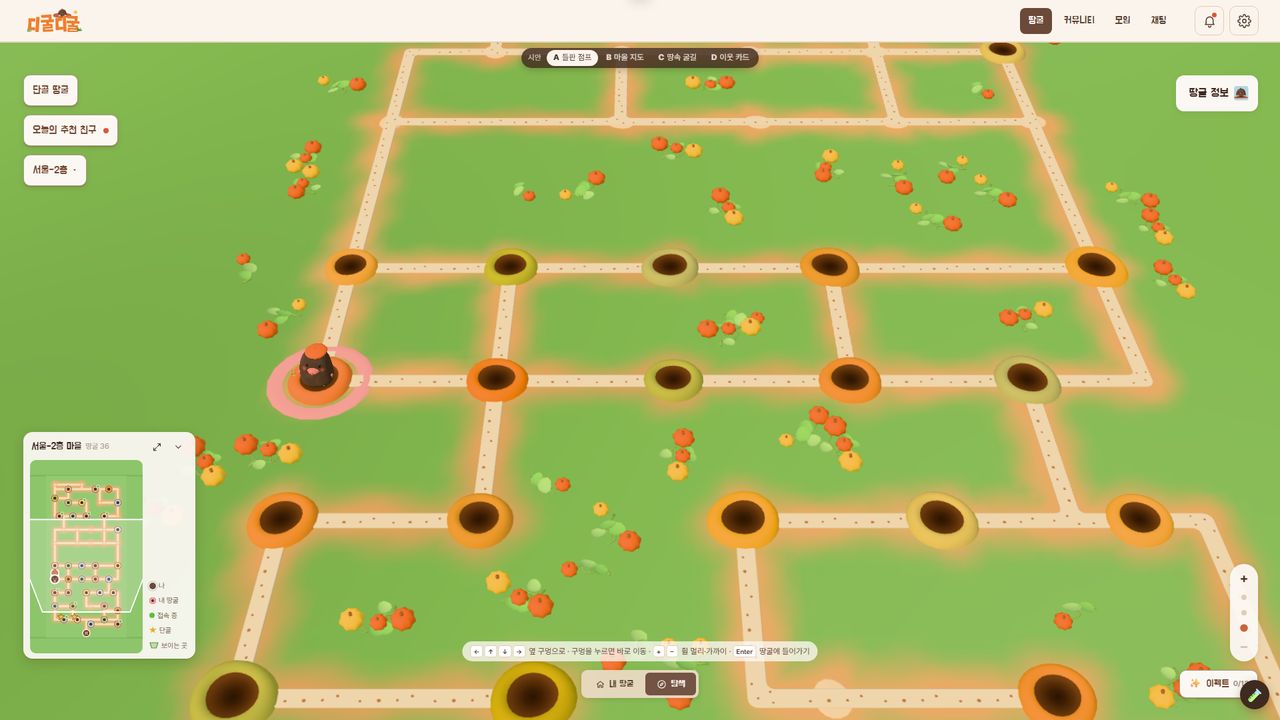 디굴디굴
땅굴
커뮤니티
모임
채팅
시안 A 들판 점프 B 마을 지도 C 땅속 굴길 D 이웃 카드
단골 땅굴
오늘의 추천 친구
서울-2층 ·
땅굴 정보
서울-2층 마을 땅굴 36
나
내 땅굴
접속 중
단골
보이는 곳
← ↑ ↓ → 옆 구멍으로 · 구멍을 누르면 바로 이동 · + − 휠 멀리·가까이 · Enter 땅굴에 들어가기
내 땅굴
탐색
이펙트